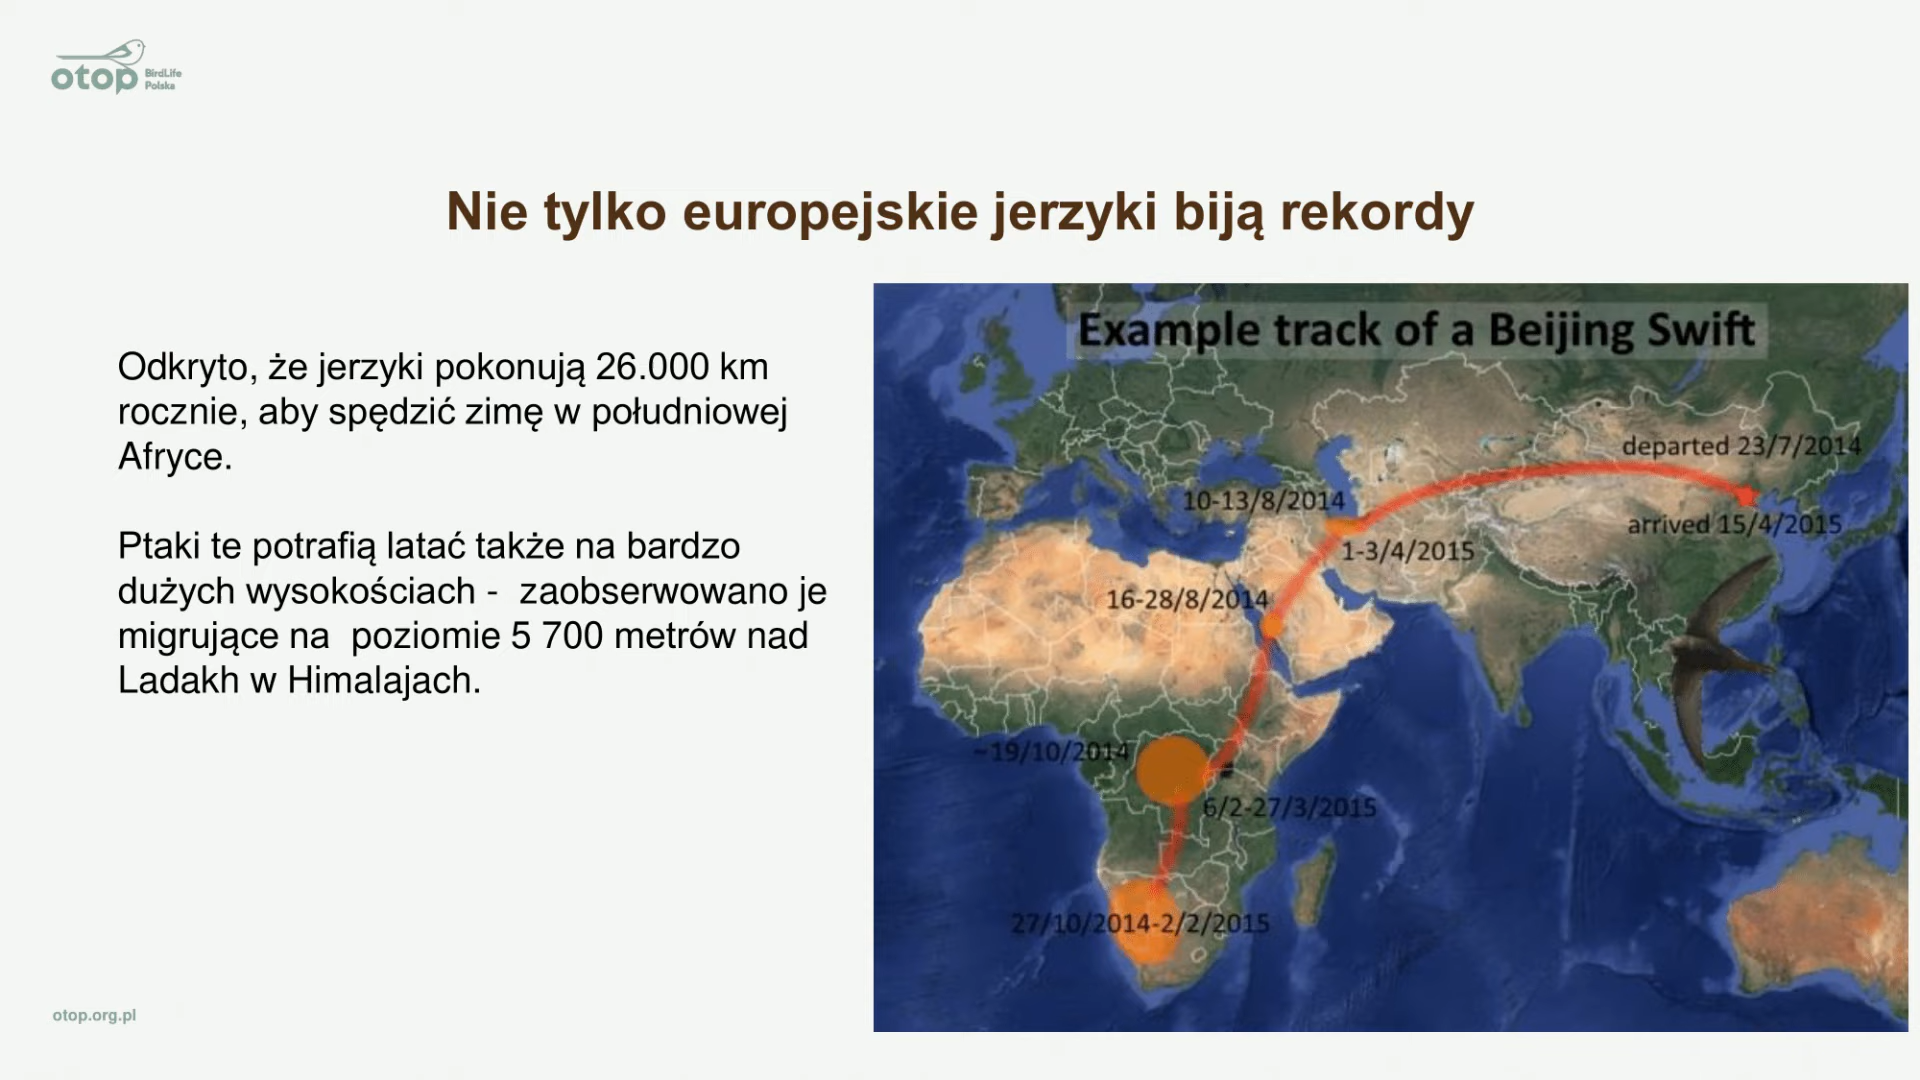 otop BirdLife
Polska
Nie tylko europejskie jerzyki biją rekordy
Odkryto, że jerzyki pokonują 26.000 km
rocznie, aby spędzić zimę w południowej
Afryce.
Ptaki te potrafią latać także na bardzo
dużych wysokościach - zaobserwowano je
migrujące na poziomie 5 700 metrów nad
Ladakh w Himalajach.
Example track of a Beijing Swift
departed 23/7/2014
10-13/8/2014
arrived 15/4/2015
1-3/4/2015
16-28/8/2014
~19/10/2014
6/2-27/3/2015
27/10/2014-2/2/2015
otop.org.pl